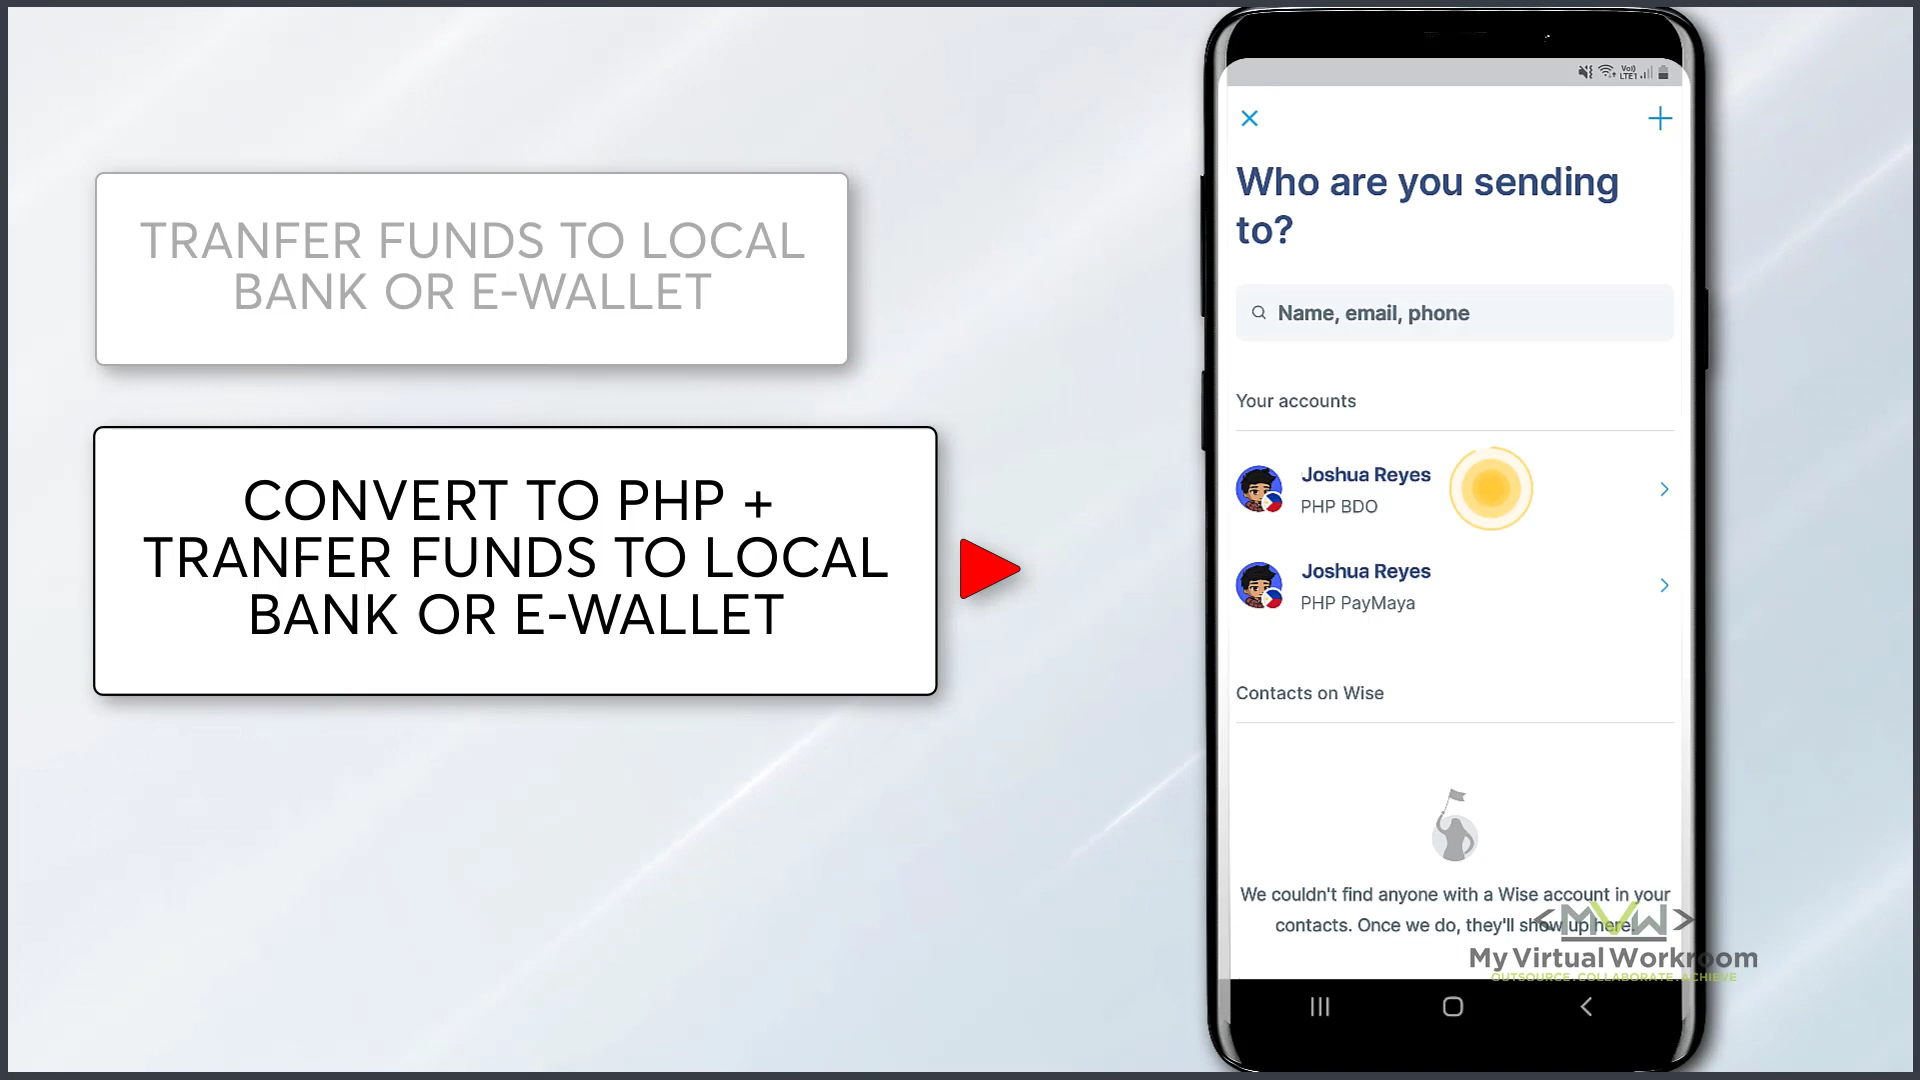 TRANFER FUNDS TO LOCAL
BANK OR E-WALLET
CONVERT TO PHP +
TRANFER FUNDS TO LOCAL
BANK OR E-WALLET
Vo))
LTE1
Who are you sending
to?
Name, email, phone
Your accounts
Joshua Reyes
PHP BDO
Joshua Reyes
PHP PayMaya
Contacts on Wise
We couldn't find anyone with a Wise account in your
contacts. Once we do, they'll show up here.
<MVW>
My Virtual Workroom
OUTSOURCE. COLLABORATE. ACHIEVE